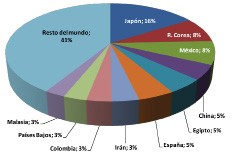 Japón; 16%
R. Corea; 8%
México; 8%
China; 5%
Egipto; 5%
España; 5%
Irán; 3%
Colombia; 3%
Países Bajos; 3%
Malasia; 3%
Resto del mundo;
41%